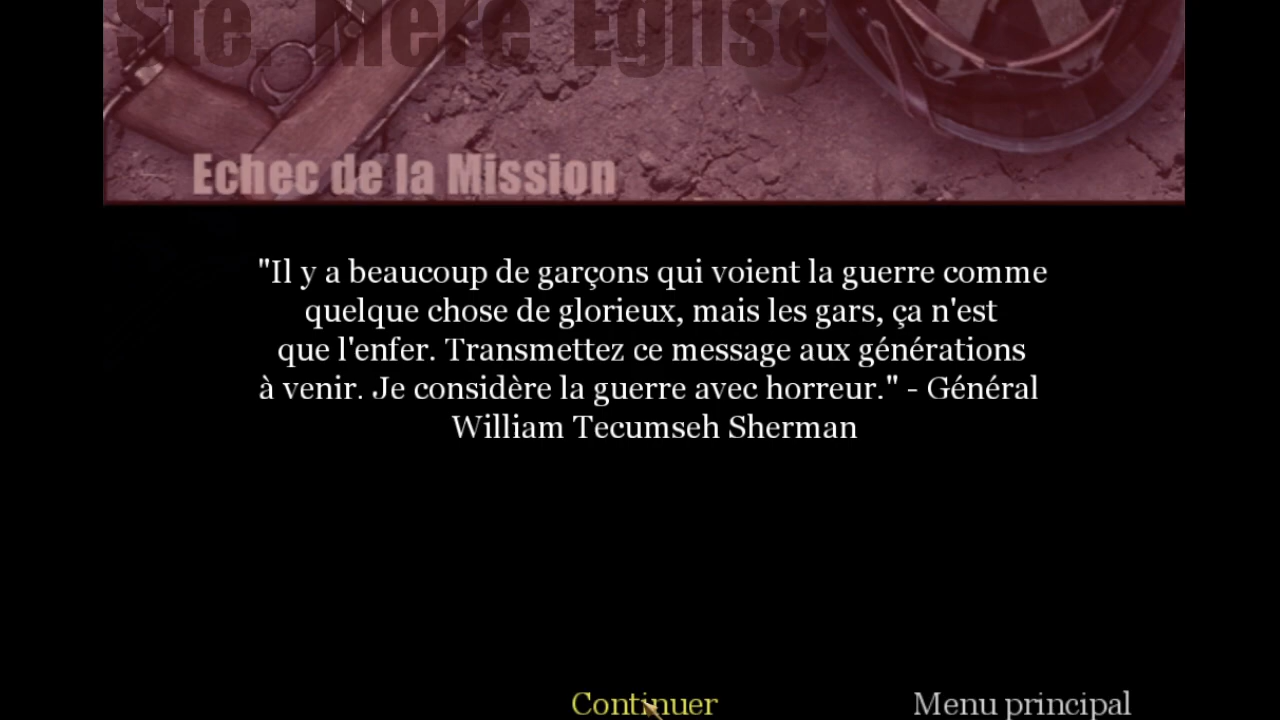 Ste. Mère Eglise
Echec de la Mission
"Il y a beaucoup de garçons qui voient la guerre comme
quelque chose de glorieux, mais les gars, ça n'est
que l'enfer. Transmettez ce message aux générations
à venir. Je considère la guerre avec horreur." - Général
William Tecumseh Sherman
Continuer
Menu principal